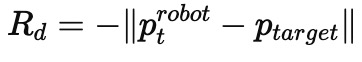 $R_d = -\|p_t^{robot} - p_{target}\|$